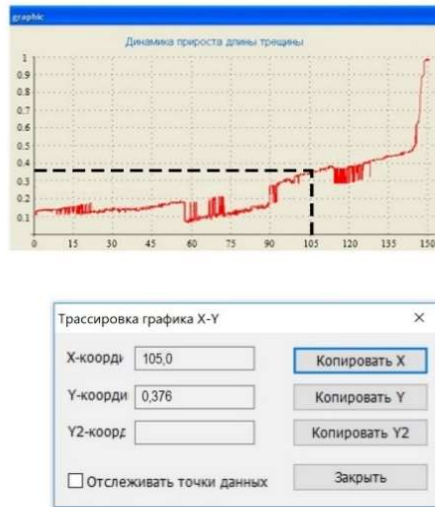 graphic
Динамика прироста длины трещины
1
0.9
0.8
0.7
0.6
0.5
0.4
0.3
0.2
0.1
0 15 30 45 60 75 90 105 120 135 150
Трассировка графика X-Y ×
X-коорди 105,0 Копировать X
Y-коорди 0,376 Копировать Y
Y2-коорд Копировать Y2
Отслеживать точки данных Закрыть